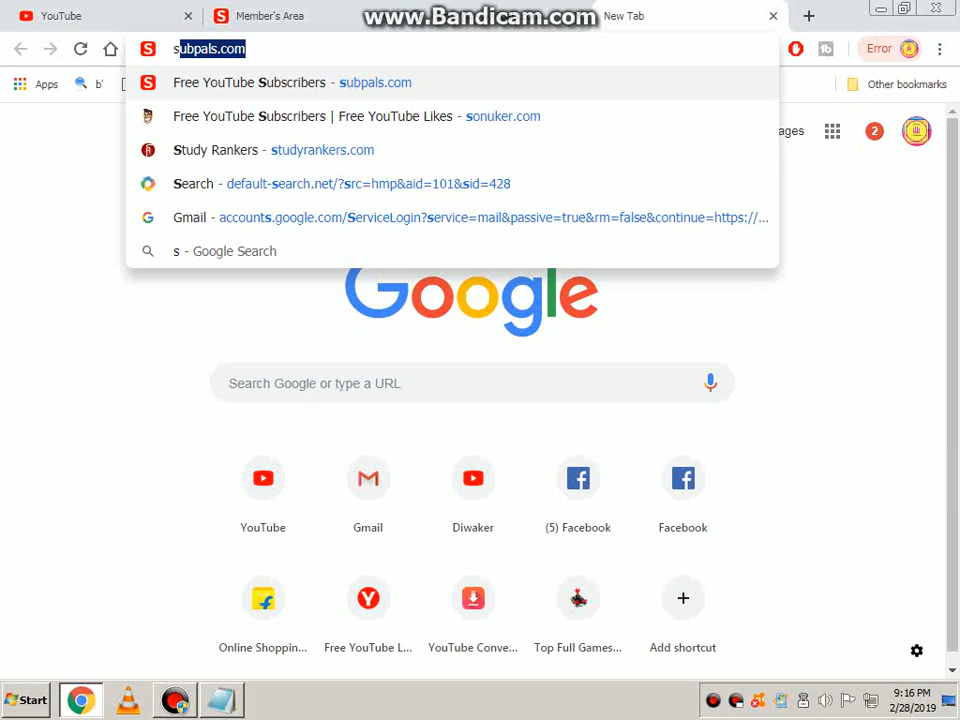 YouTube
Member's Area
www.Bandicam.com
New Tab
subpals.com
Error
Apps
b'
Other bookmarks
Free YouTube Subscribers - subpals.com
Free YouTube Subscribers | Free YouTube Likes - sonuker.com
Study Rankers - studyrankers.com
ages
2
Search - default-search.net/?src=hmp&aid=101&sid=428
Gmail - accounts.google.com/ServiceLogin?service=mail&passive=true&rm=false&continue=https://...
s - Google Search
Google
Search Google or type a URL
YouTube
Gmail
Diwaker
(5) Facebook
Facebook
Online Shoppin...
Free YouTube L...
YouTube Conve...
Top Full Games...
Add shortcut
Start
9:16 PM
2/28/2019